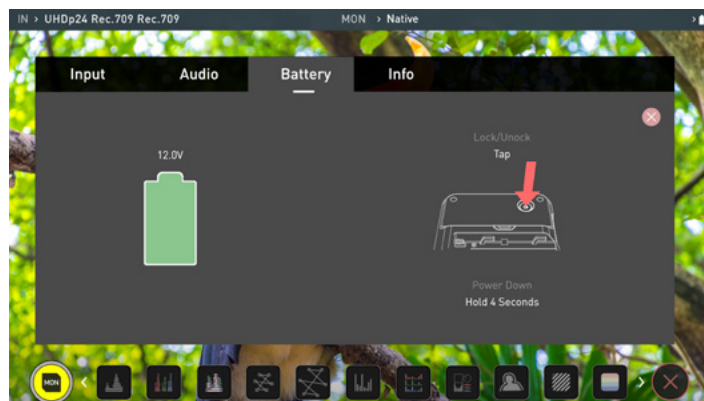 IN › UHDp24 Rec.709 Rec.709 MON › Native ›
Input Audio Battery Info
12.0V
Lock/Unock
Tap
Power Down
Hold 4 Seconds
MON